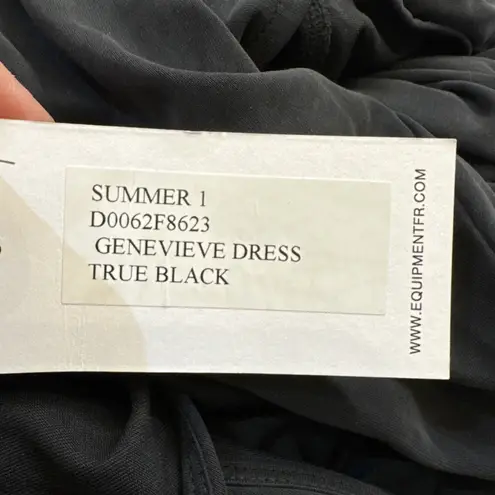 SUMMER 1
D0062F8623
GENEVIEVE DRESS
TRUE BLACK
WWW.EQUIPMENTFR.COM